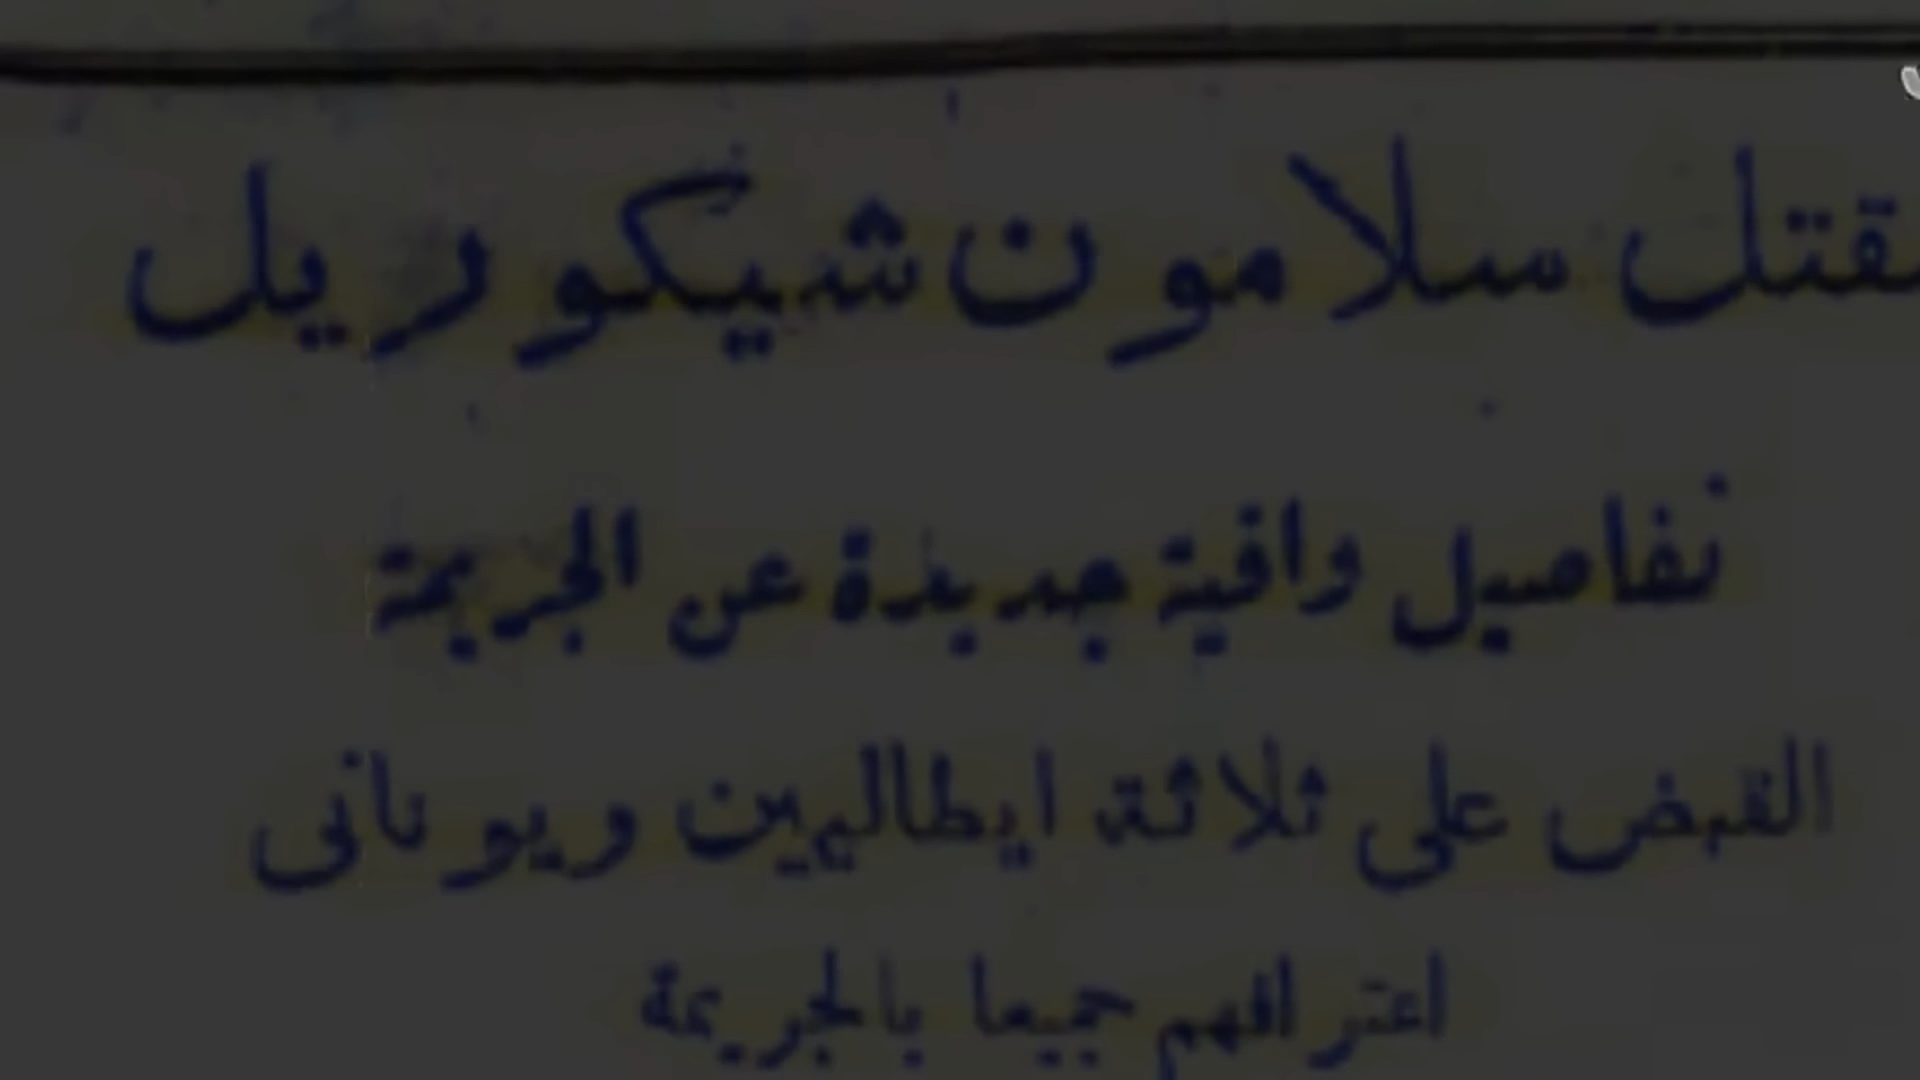 مقتل سلامون شيكوريل
تفاصيل وافية جديدة عن الجريمة
القبض على ثلاثة ايطاليين ويونانى
اعترافهم جميعا بالجريمة